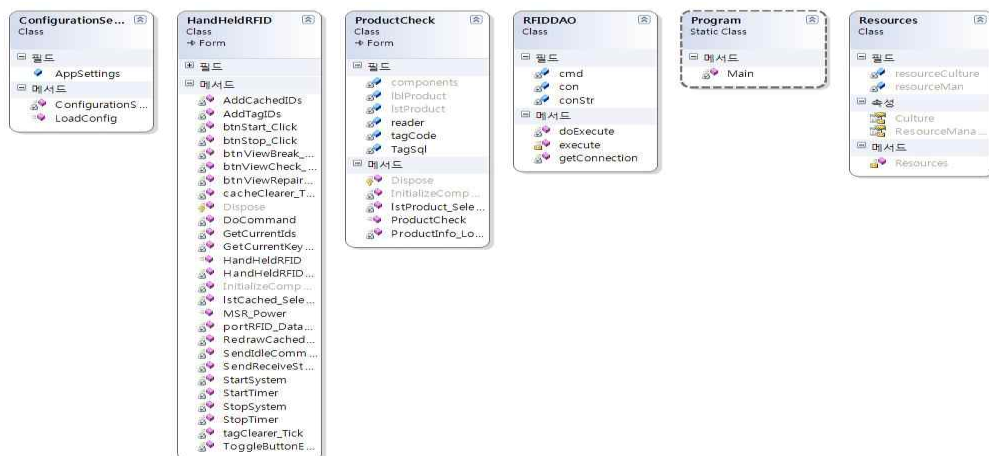 ConfigurationSe...
Class
필드
AppSettings
메서드
ConfigurationS...
LoadConfig
HandHeldRFID
Class
Form
필드
메서드
AddCachedIDs
AddTagIDs
btnStart_Click
btnStop_Click
btnViewBreak_...
btnViewCheck_...
btnViewRepair...
cacheClearer_T...
Dispose
DoCommand
GetCurrentIds
GetCurrentKey...
HandHeldRFID
HandHeldRFID...
InitializeComp...
lstCached_Sele...
MSR_Power
portRFID_Data...
RedrawCached...
SendIdleComm...
SendReceiveSt...
StartSystem
StartTimer
StopSystem
StopTimer
tagClearer_Tick
ToggleButtonE...
ProductCheck
Class
Form
필드
components
lblProduct
lstProduct
reader
tagCode
TagSql
메서드
Dispose
InitializeComp...
lstProduct_Sele...
ProductCheck
ProductInfo_Lo...
RFIDDAO
Class
필드
cmd
con
conStr
메서드
doExecute
execute
getConnection
Program
Static Class
메서드
Main
Resources
Class
필드
resourceCulture
resourceMan
속성
Culture
ResourceMana...
메서드
Resources